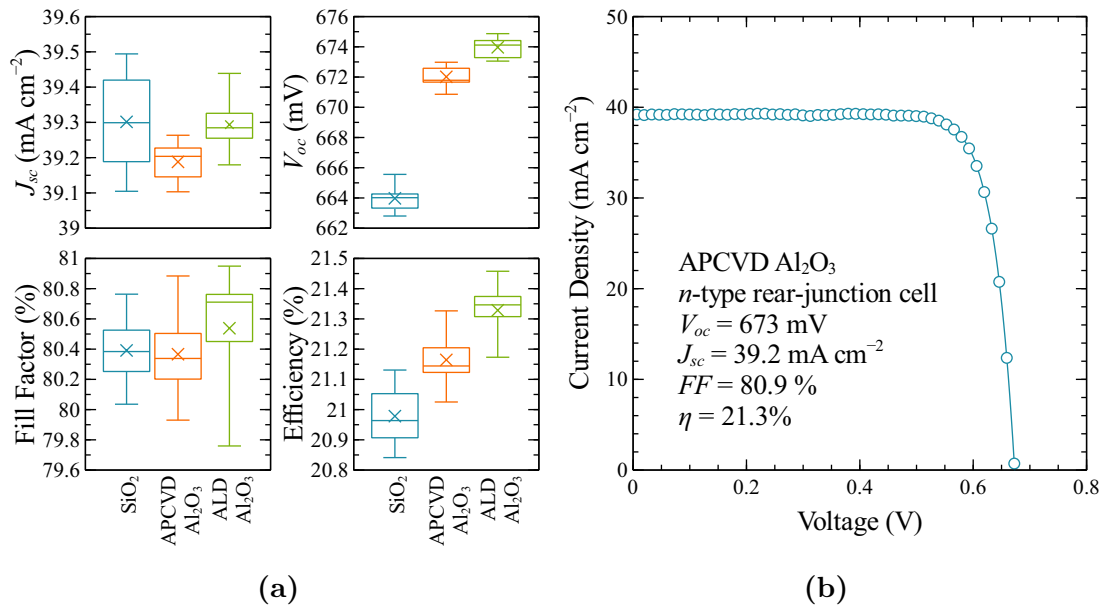 39.6
39.5
39.4
39.3
39.2
39.1
39
J_sc (mA cm⁻²)
676
674
672
670
668
666
664
662
V_oc (mV)
81
80.8
80.6
80.4
80.2
80
79.8
79.6
Fill Factor (%)
SiO₂
APCVD
Al₂O₃
ALD
Al₂O₃
21.5
21.4
21.3
21.2
21.1
21
20.9
20.8
Efficiency (%)
SiO₂
APCVD
Al₂O₃
ALD
Al₂O₃
(a)
50
40
30
20
10
0
Current Density (mA cm⁻²)
APCVD Al₂O₃
n-type rear-junction cell
V_oc = 673 mV
J_sc = 39.2 mA cm⁻²
FF = 80.9 %
η = 21.3%
0 0.2 0.4 0.6 0.8
Voltage (V)
(b)